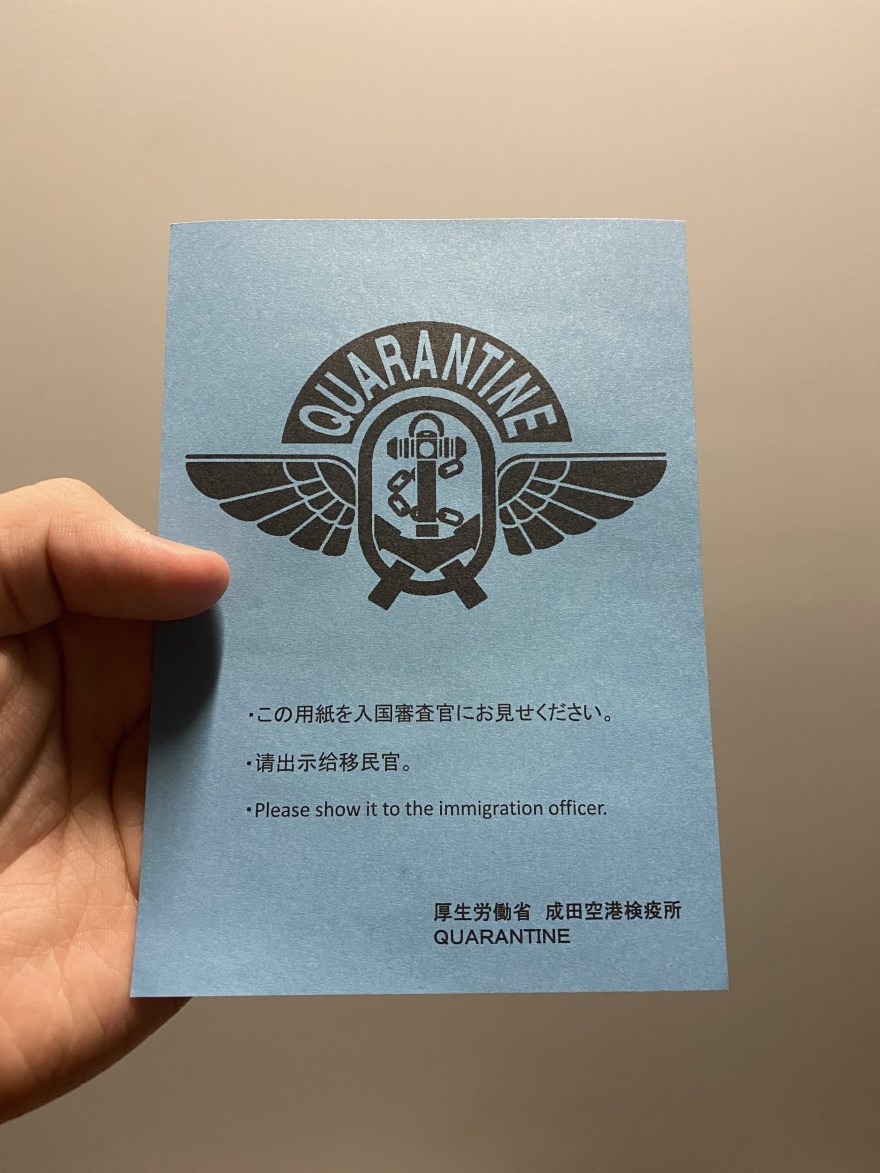 QUARANTINE
・この用紙を入国審査官にお見せください。
・请出示给移民官。
・Please show it to the immigration officer.
厚生労働省 成田空港検疫所
QUARANTINE